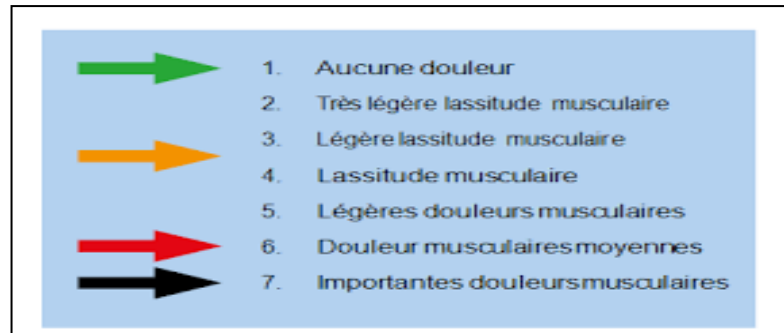 1. Aucune douleur
2. Très légère lassitude musculaire
3. Légère lassitude musculaire
4. Lassitude musculaire
5. Légères douleurs musculaires
6. Douleur musculaires moyennes
7. Importantes douleurs musculaires